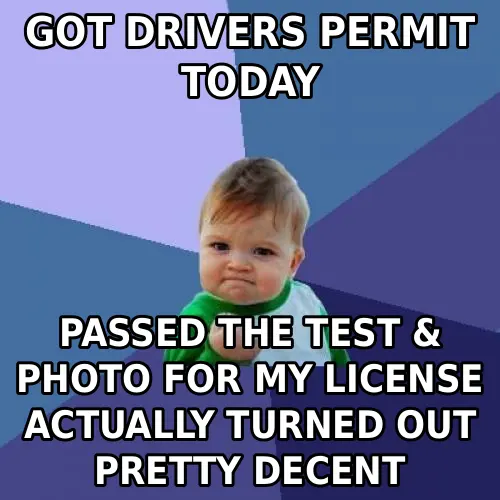 GOT DRIVERS PERMIT
TODAY
PASSED THE TEST &
PHOTO FOR MY LICENSE
ACTUALLY TURNED OUT
PRETTY DECENT